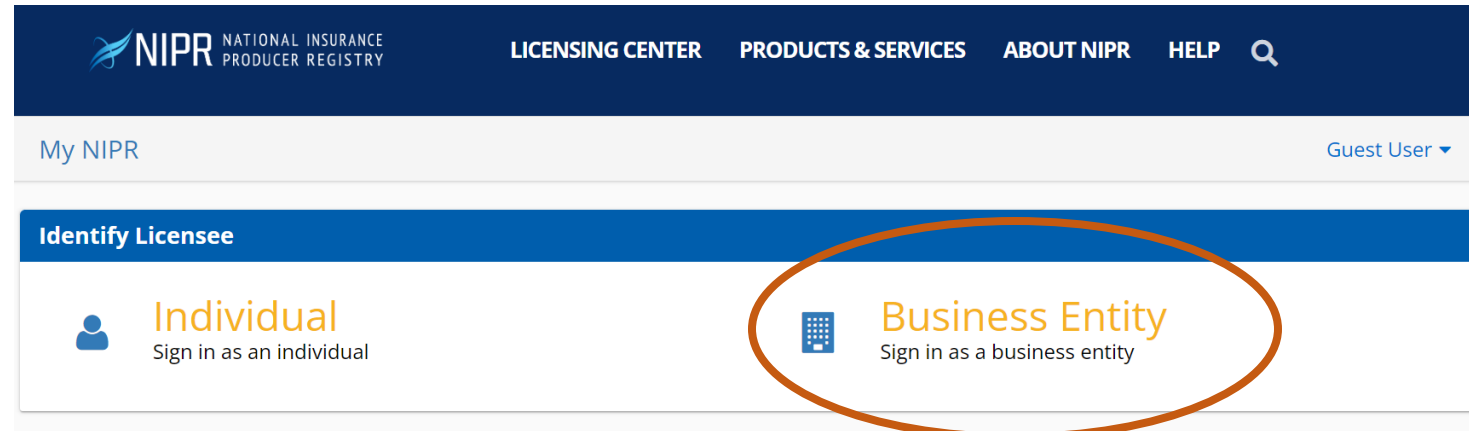 NIPR NATIONAL INSURANCE
PRODUCER REGISTRY
LICENSING CENTER PRODUCTS & SERVICES ABOUT NIPR HELP
My NIPR
Guest User
Identify Licensee
Individual
Sign in as an individual
Business Entity
Sign in as a business entity